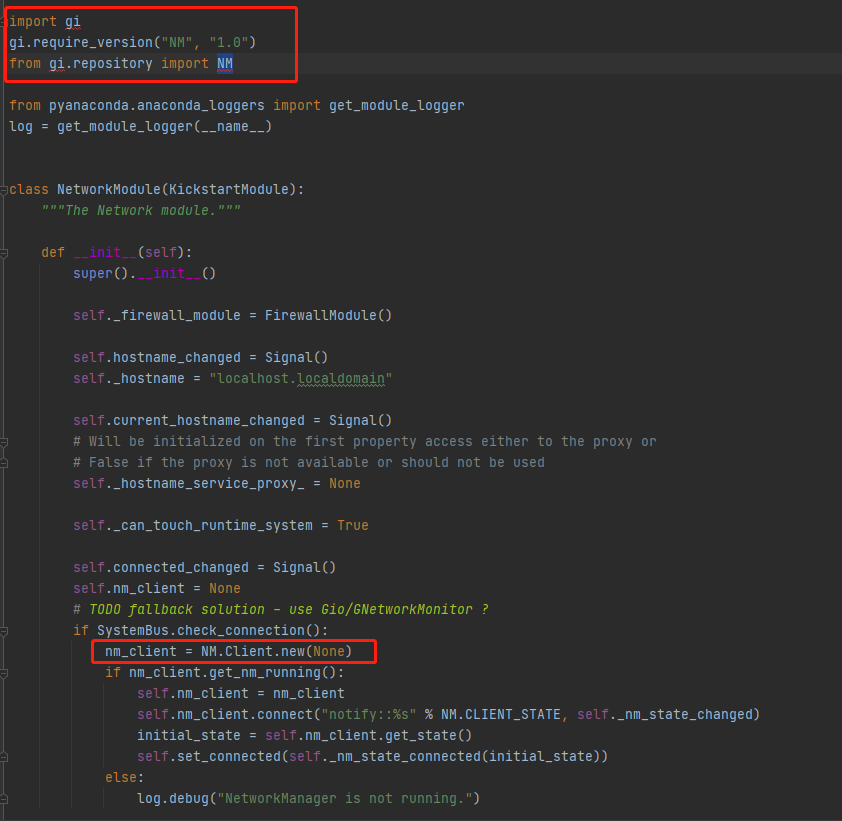 import gi
gi.require_version("NM", "1.0")
from gi.repository import NM
from pyanaconda.anaconda_loggers import get_module_logger
log = get_module_logger(__name__)
class NetworkModule(KickstartModule):
"""The Network module."""
def __init__(self):
super().__init__()
self._firewall_module = FirewallModule()
self.hostname_changed = Signal()
self._hostname = "localhost.localdomain"
self.current_hostname_changed = Signal()
# Will be initialized on the first property access either to the proxy or
# False if the proxy is not available or should not be used
self._hostname_service_proxy_ = None
self._can_touch_runtime_system = True
self.connected_changed = Signal()
self.nm_client = None
# TODO fallback solution - use Gio/GNetworkMonitor ?
if SystemBus.check_connection():
nm_client = NM.Client.new(None)
if nm_client.get_nm_running():
self.nm_client = nm_client
self.nm_client.connect("notify::%s" % NM.CLIENT_STATE, self._nm_state_changed)
initial_state = self.nm_client.get_state()
self.set_connected(self._nm_state_connected(initial_state))
else:
log.debug("NetworkManager is not running.")